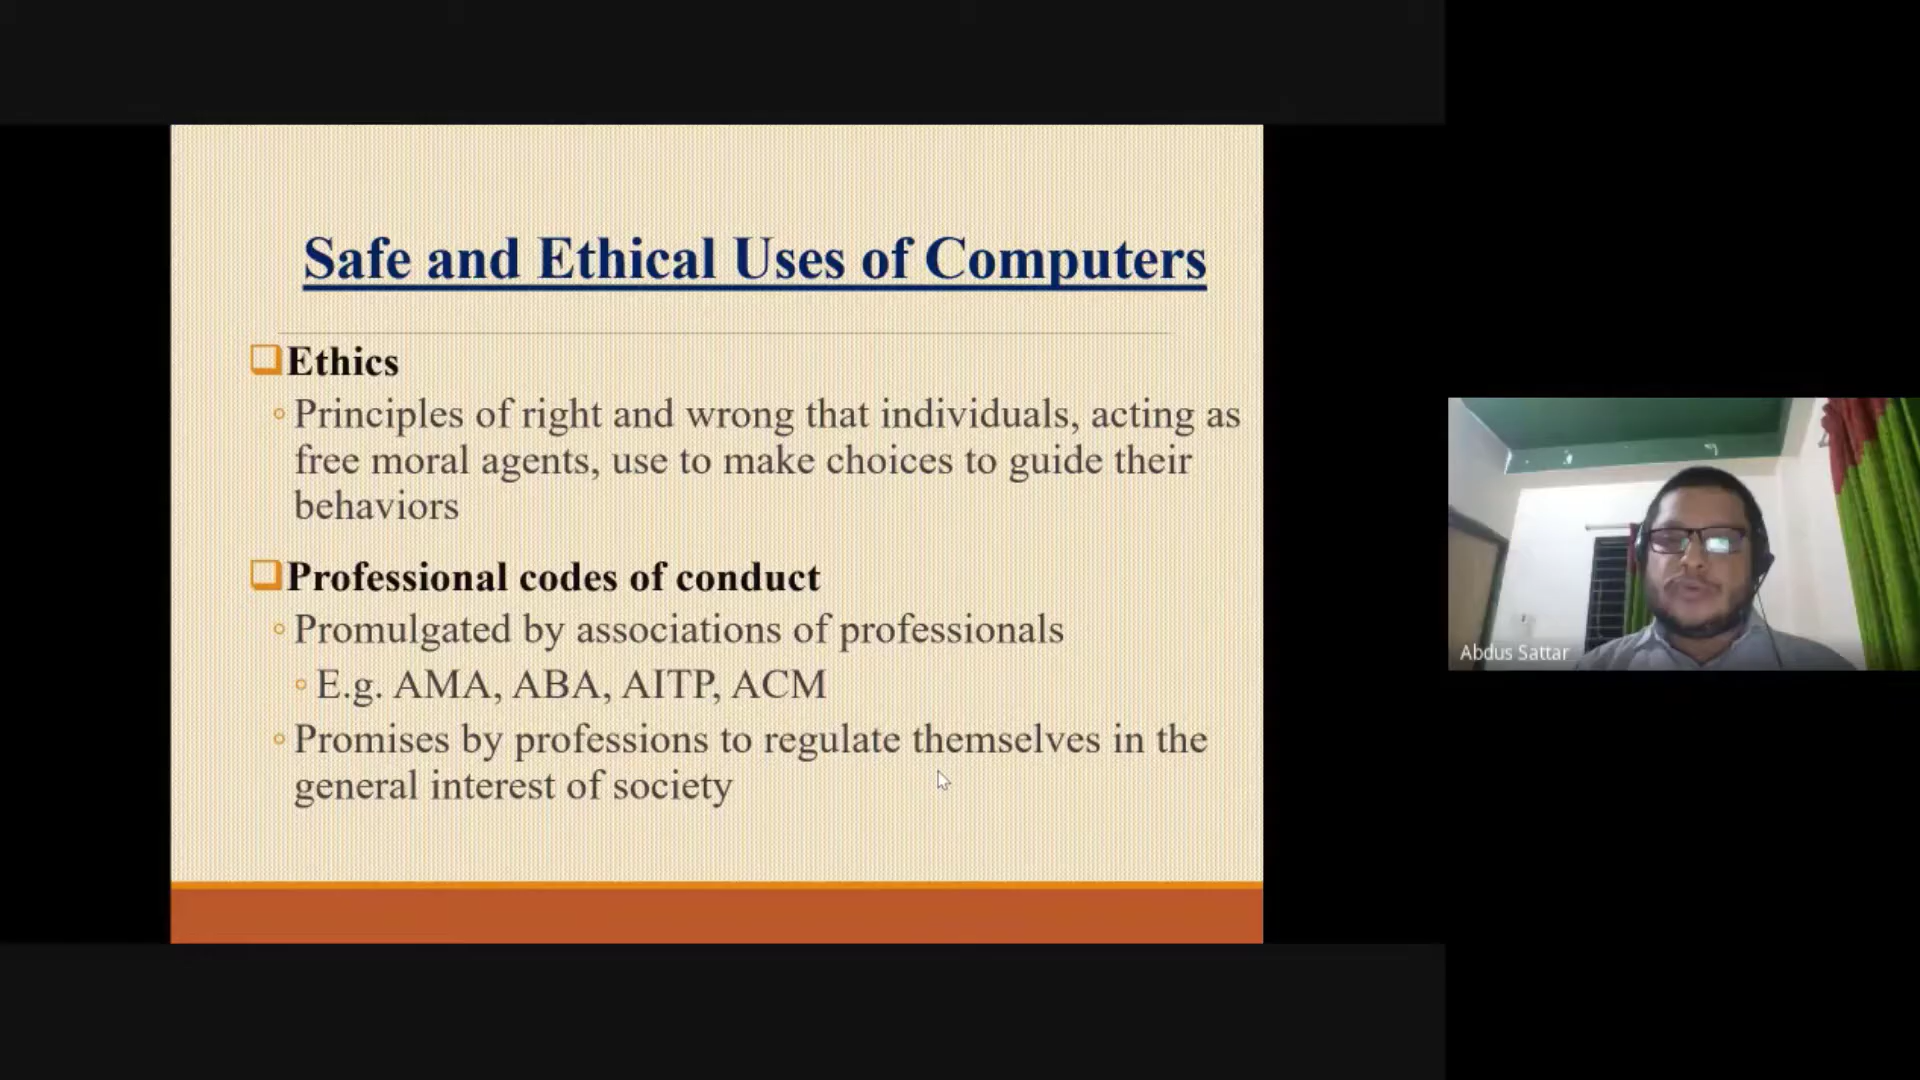 Safe and Ethical Uses of Computers
Ethics
Principles of right and wrong that individuals, acting as
free moral agents, use to make choices to guide their
behaviors
Professional codes of conduct
Promulgated by associations of professionals
E.g. AMA, ABA, AITP, ACM
Promises by professions to regulate themselves in the
general interest of society
Abdus Sattar